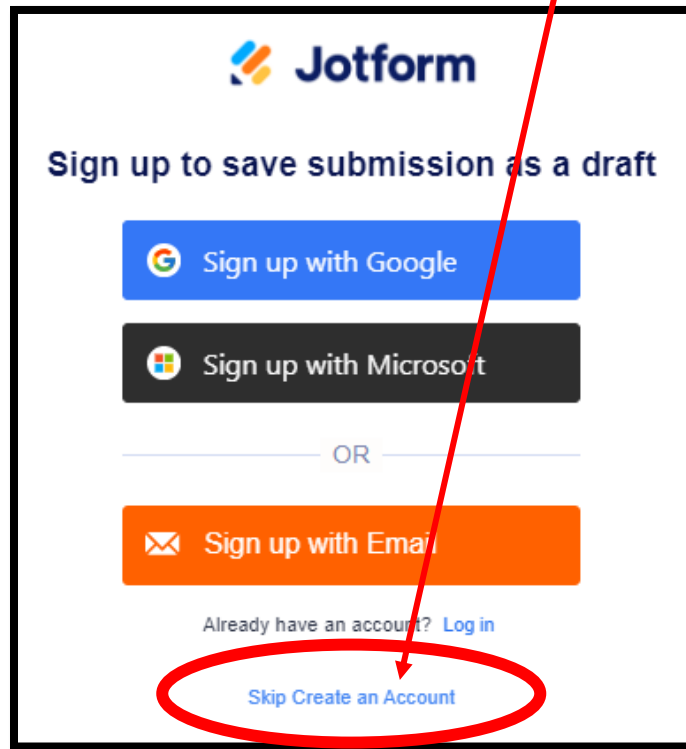 Jotform
Sign up to save submission as a draft
Sign up with Google
Sign up with Microsoft
OR
Sign up with Email
Already have an account? Log in
Skip Create an Account